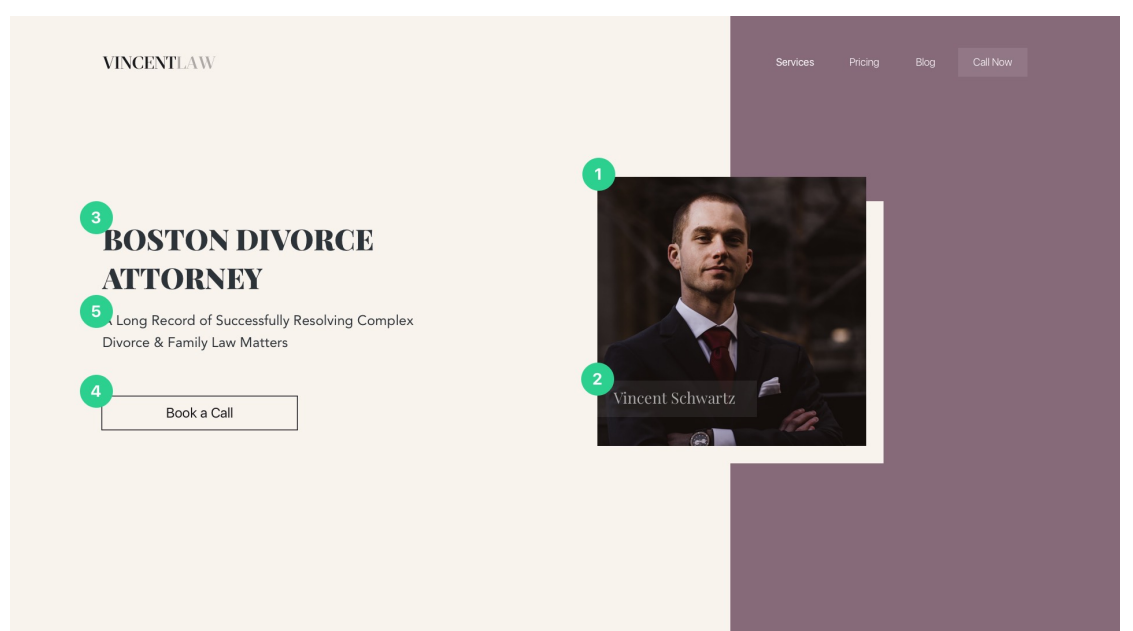 VINCENTLAW
Services Pricing Blog Call Now
1
3
BOSTON DIVORCE
ATTORNEY
5
A Long Record of Successfully Resolving Complex
Divorce & Family Law Matters
4
Book a Call
2
Vincent Schwartz